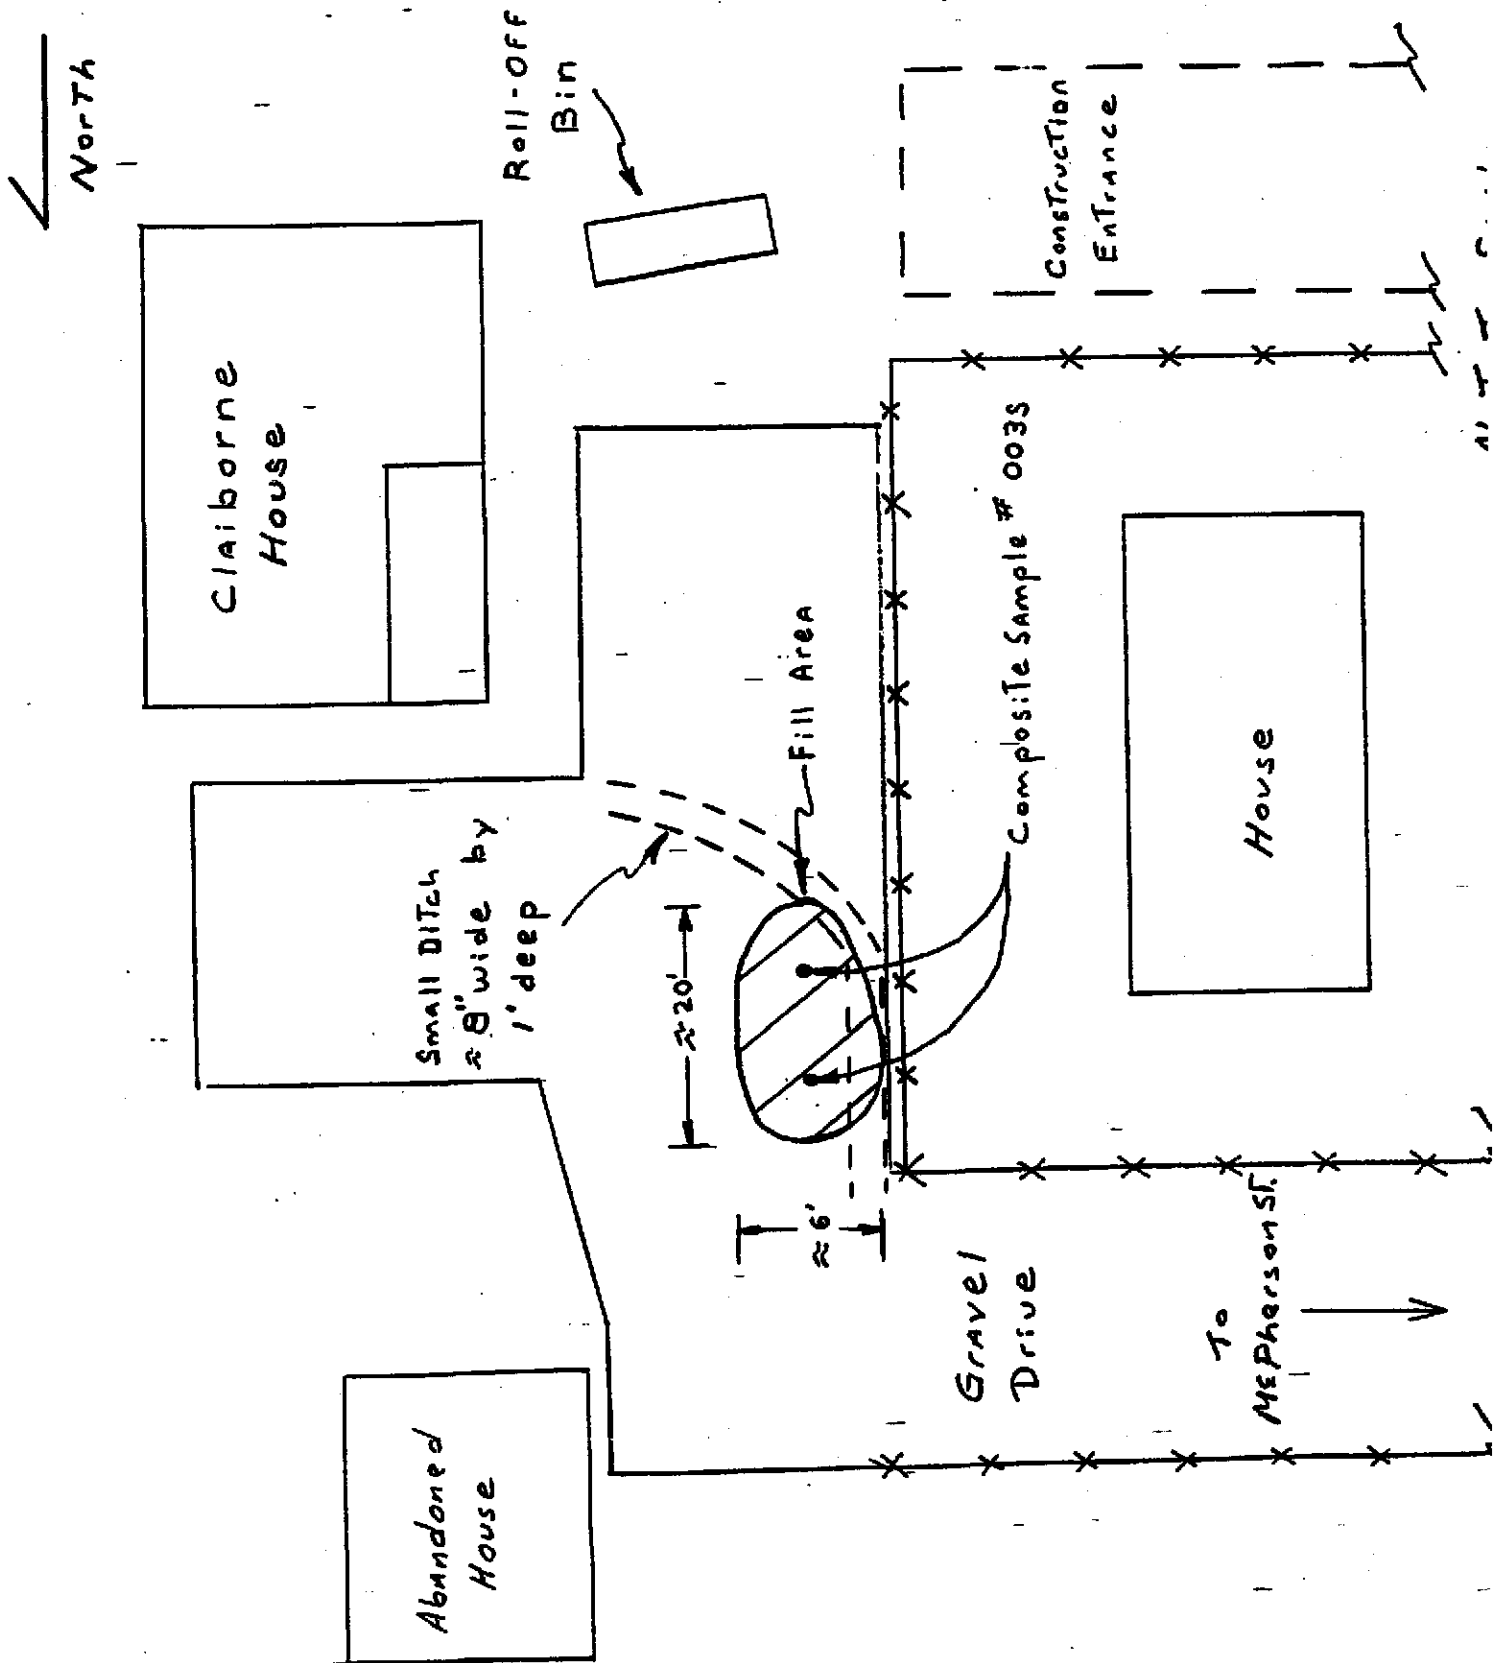 North
Claiborne
House
Roll-OFF
Bin
Construction
Entrance
Small Ditch
≈ 8" wide by
1' deep
≈ 20'
Fill Area
Composite Sample # 003S
≈ 6'
House
Abandoned
House
Gravel
Drive
To
McPherson St.